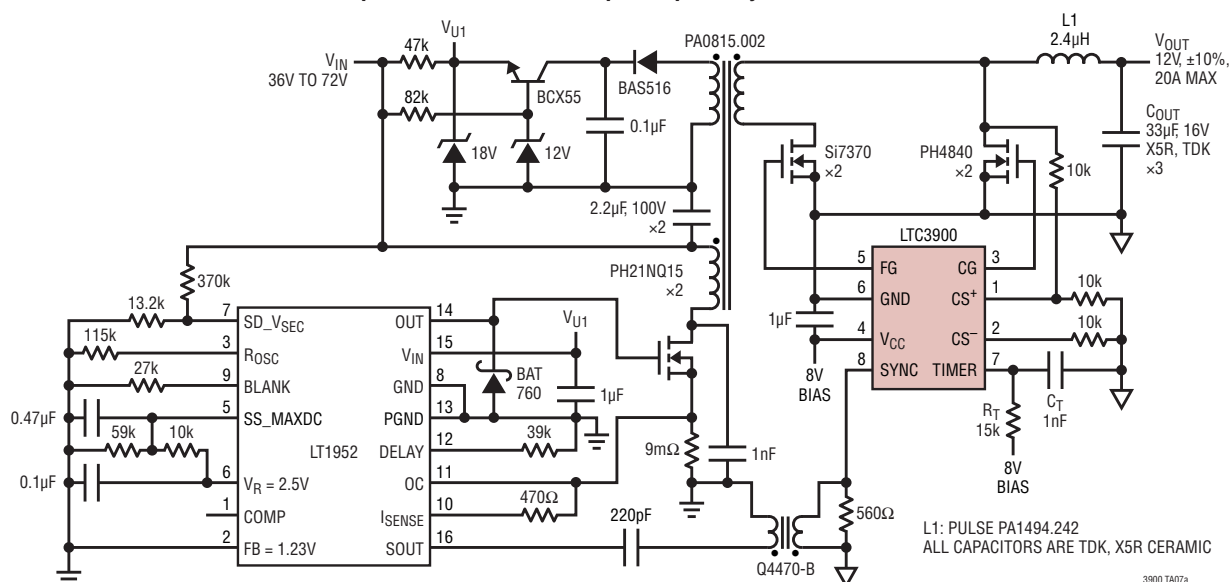 V_IN
36V TO 72V
47k
82k
V_U1
18V
BCX55
12V
0.1µF
BAS516
PA0815.002
2.2µF, 100V
×2
PH21NQ15
×2
Si7370
×2
PH4840
×2
L1
2.4µH
V_OUT
12V, ±10%,
20A MAX
C_OUT
33µF, 16V
X5R, TDK
×3
10k
LTC3900
5 FG
6 GND
4 V_CC
8 SYNC
CG 3
CS+ 1
CS– 2
TIMER 7
10k
10k
1µF
8V
BIAS
R_T
15k
C_T
1nF
8V
BIAS
370k
13.2k
115k
27k
0.47µF
59k
10k
0.1µF
LT1952
7 SD_V_SEC
3 R_OSC
9 BLANK
5 SS_MAXDC
6 V_R = 2.5V
1 COMP
2 FB = 1.23V
OUT 14
V_IN 15
GND 8
PGND 13
DELAY 12
OC 11
I_SENSE 10
SOUT 16
BAT
760
V_U1
1µF
39k
470Ω
9mΩ
1nF
220pF
Q4470-B
560Ω
L1: PULSE PA1494.242
ALL CAPACITORS ARE TDK, X5R CERAMIC
3900 TA07a